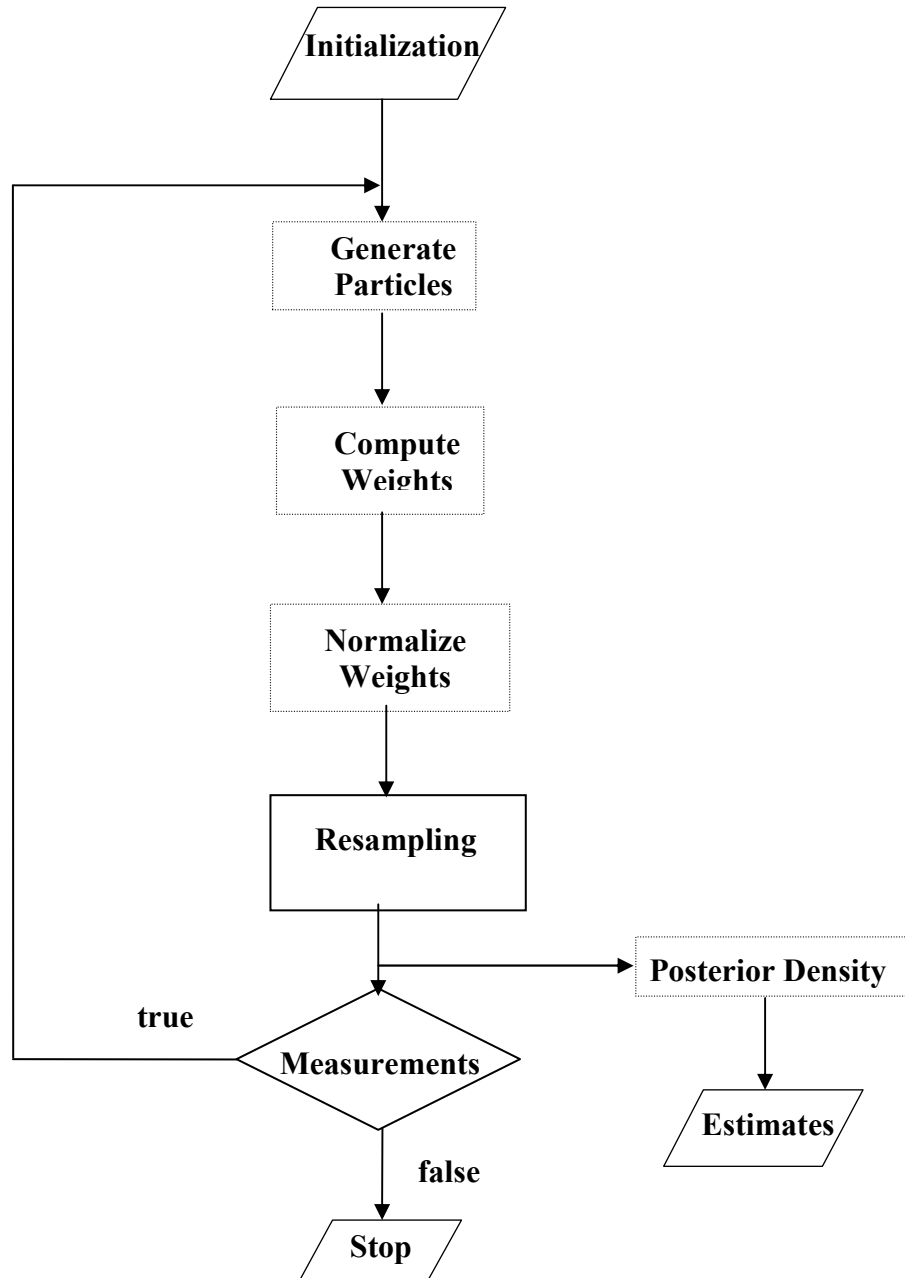 Initialization
Generate
Particles
Compute
Weights
Normalize
Weights
Resampling
Posterior Density
true
Measurements
Estimates
false
Stop